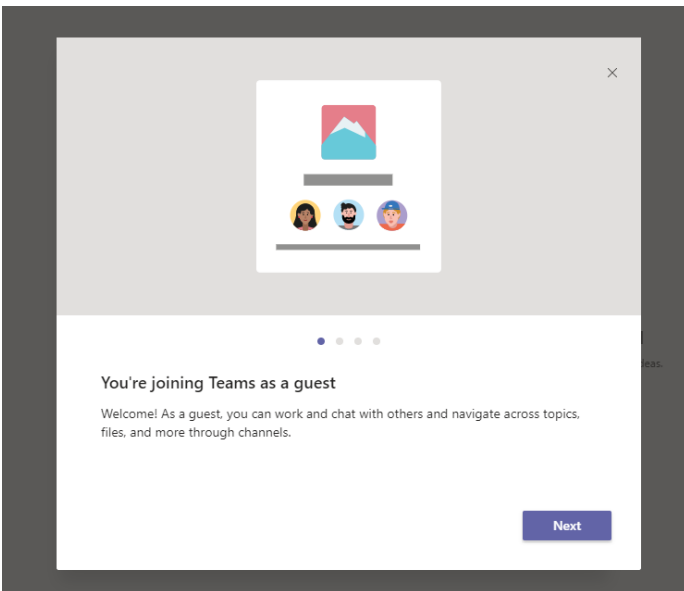 deas.
You're joining Teams as a guest
Welcome! As a guest, you can work and chat with others and navigate across topics,
files, and more through channels.
Next